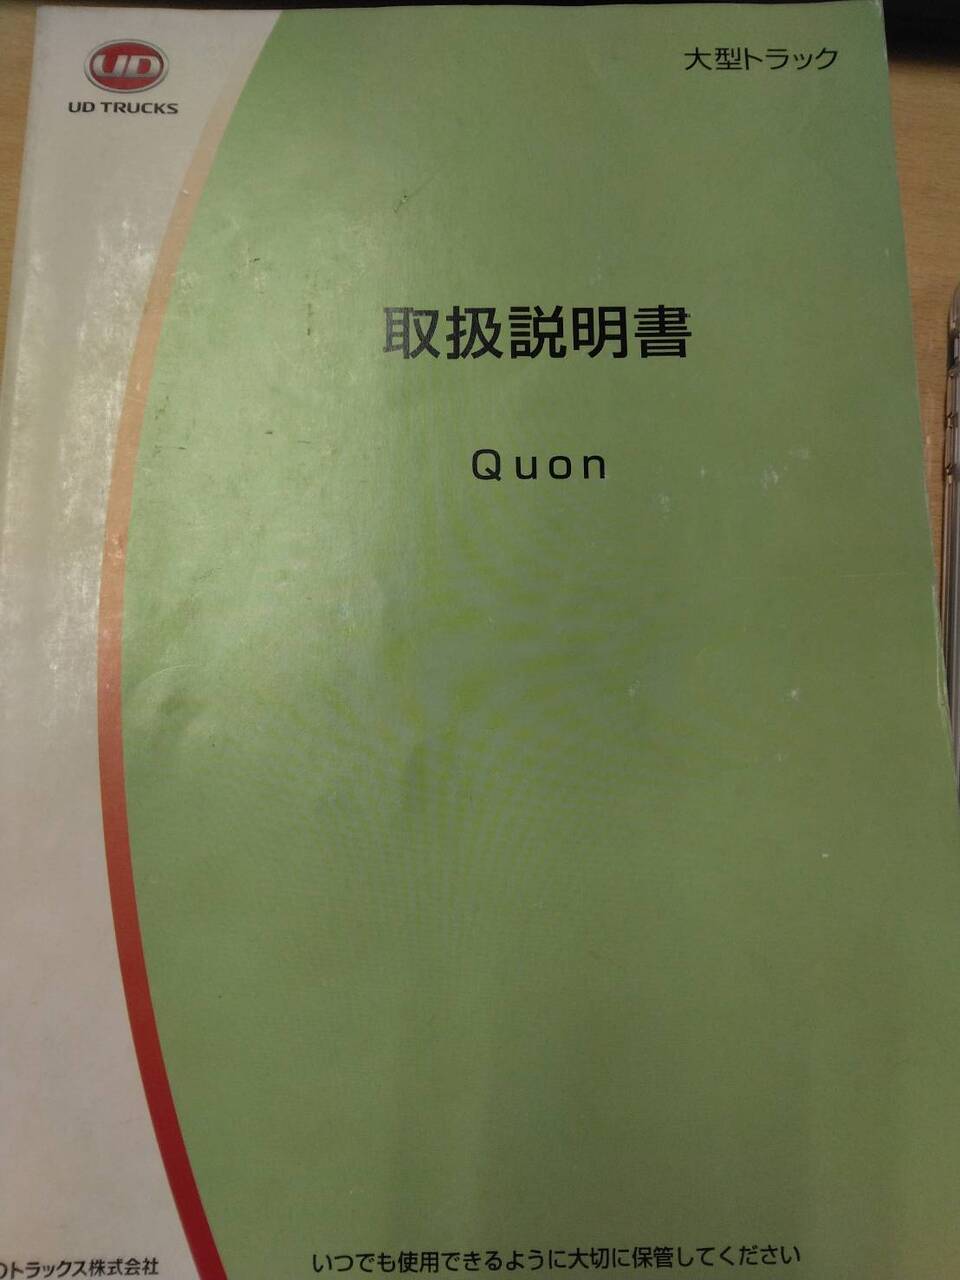 UD
UD TRUCKS
大型トラック
取扱説明書
Quon
トラックス株式会社
いつでも使用できるように大切に保管してください